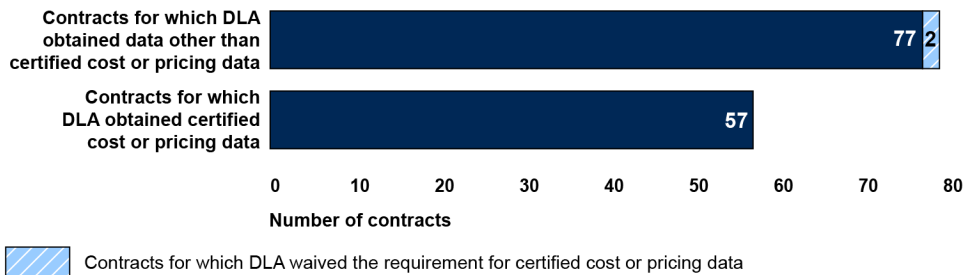 Contracts for which DLA
obtained data other than
certified cost or pricing data
77 2
Contracts for which
DLA obtained certified
cost or pricing data
57
0 10 20 30 40 50 60 70 80
Number of contracts
Contracts for which DLA waived the requirement for certified cost or pricing data